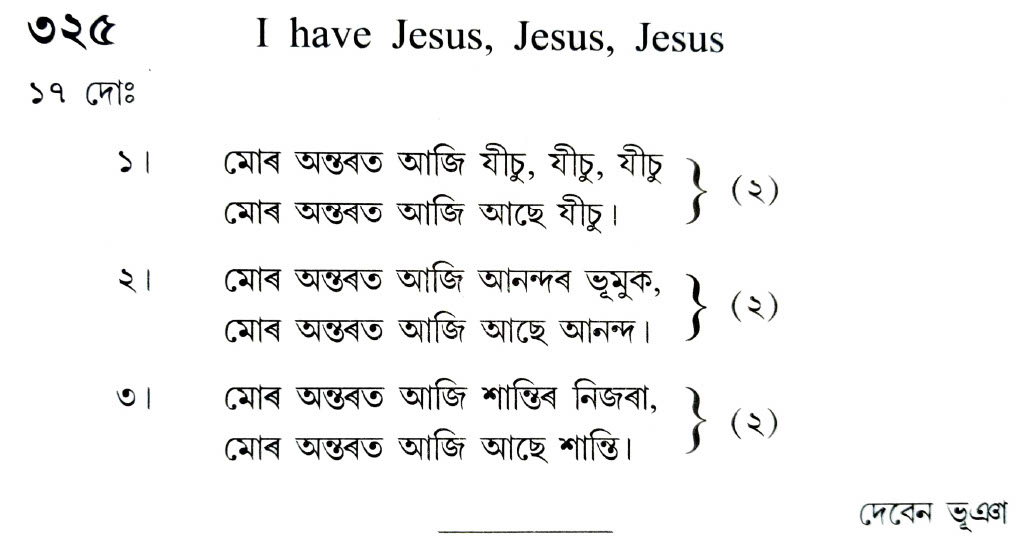 ৩২৫ I have Jesus, Jesus, Jesus
১৭ দোঃ
১। মোৰ অন্তৰত আজি যীচু, যীচু, যীচু
মোৰ অন্তৰত আজি আছে যীচু। } (২)
২। মোৰ অন্তৰত আজি আনন্দৰ ভূমুক,
মোৰ অন্তৰত আজি আছে আনন্দ। } (২)
৩। মোৰ অন্তৰত আজি শান্তিৰ নিজৰা,
মোৰ অন্তৰত আজি আছে শান্তি। } (২)
দেবেন ভূএঞা